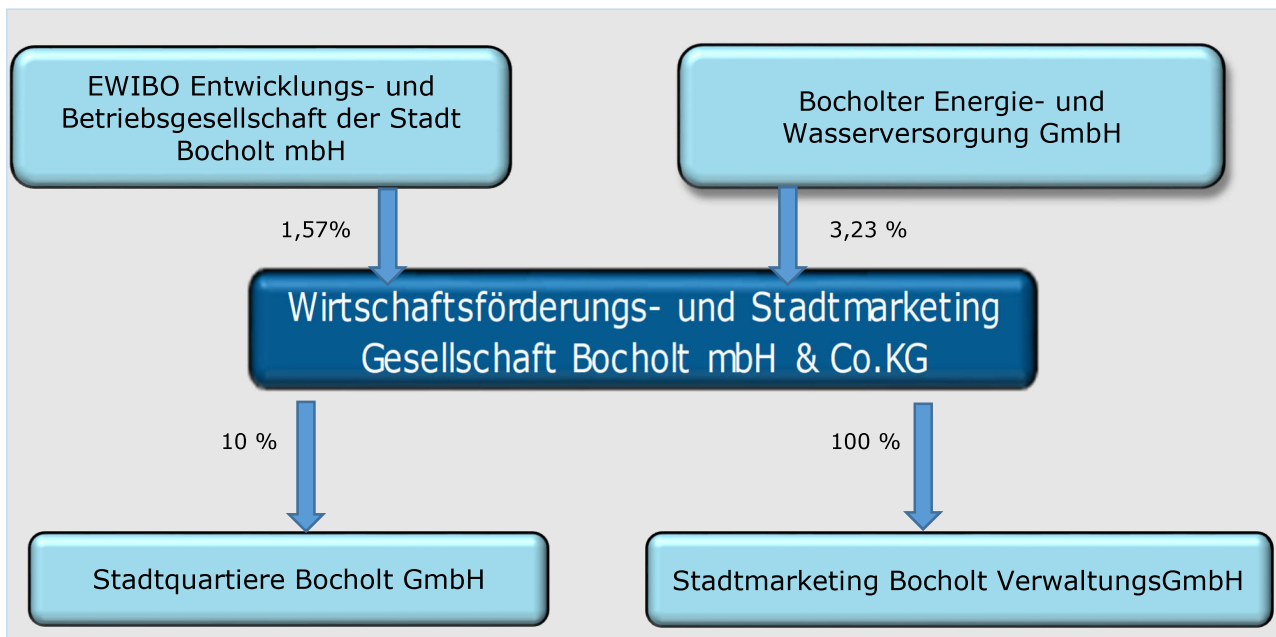 EWIBO Entwicklungs- und
Betriebsgesellschaft der Stadt
Bocholt mbH
Bocholter Energie- und
Wasserversorgung GmbH
1,57%
3,23 %
Wirtschaftsförderungs- und Stadtmarketing
Gesellschaft Bocholt mbH & Co.KG
10 %
100 %
Stadtquartiere Bocholt GmbH
Stadtmarketing Bocholt VerwaltungsGmbH